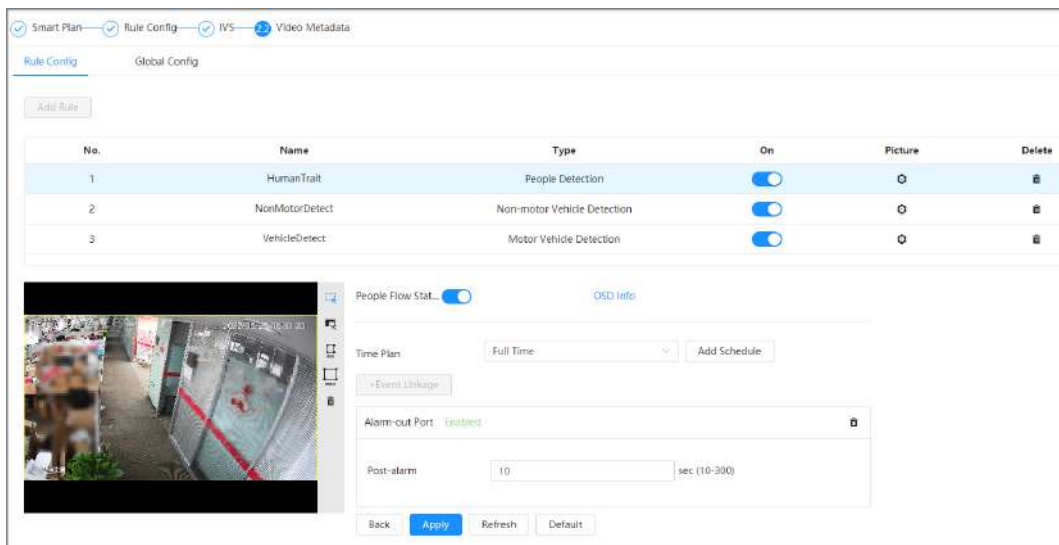 Smart Plan Rule Config IVS 2.2 Video Metadata
Rule Config Global Config
Add Rule
No. Name Type On Picture Delete
1 HumanTrait People Detection
2 NonMotorDetect Non-motor Vehicle Detection
3 VehicleDetect Motor Vehicle Detection
People Flow Stat... OSD Info
Time Plan Full Time Add Schedule
+Event Linkage
Alarm-out Port Enabled
Post-alarm 10 sec (10-300)
Back Apply Refresh Default